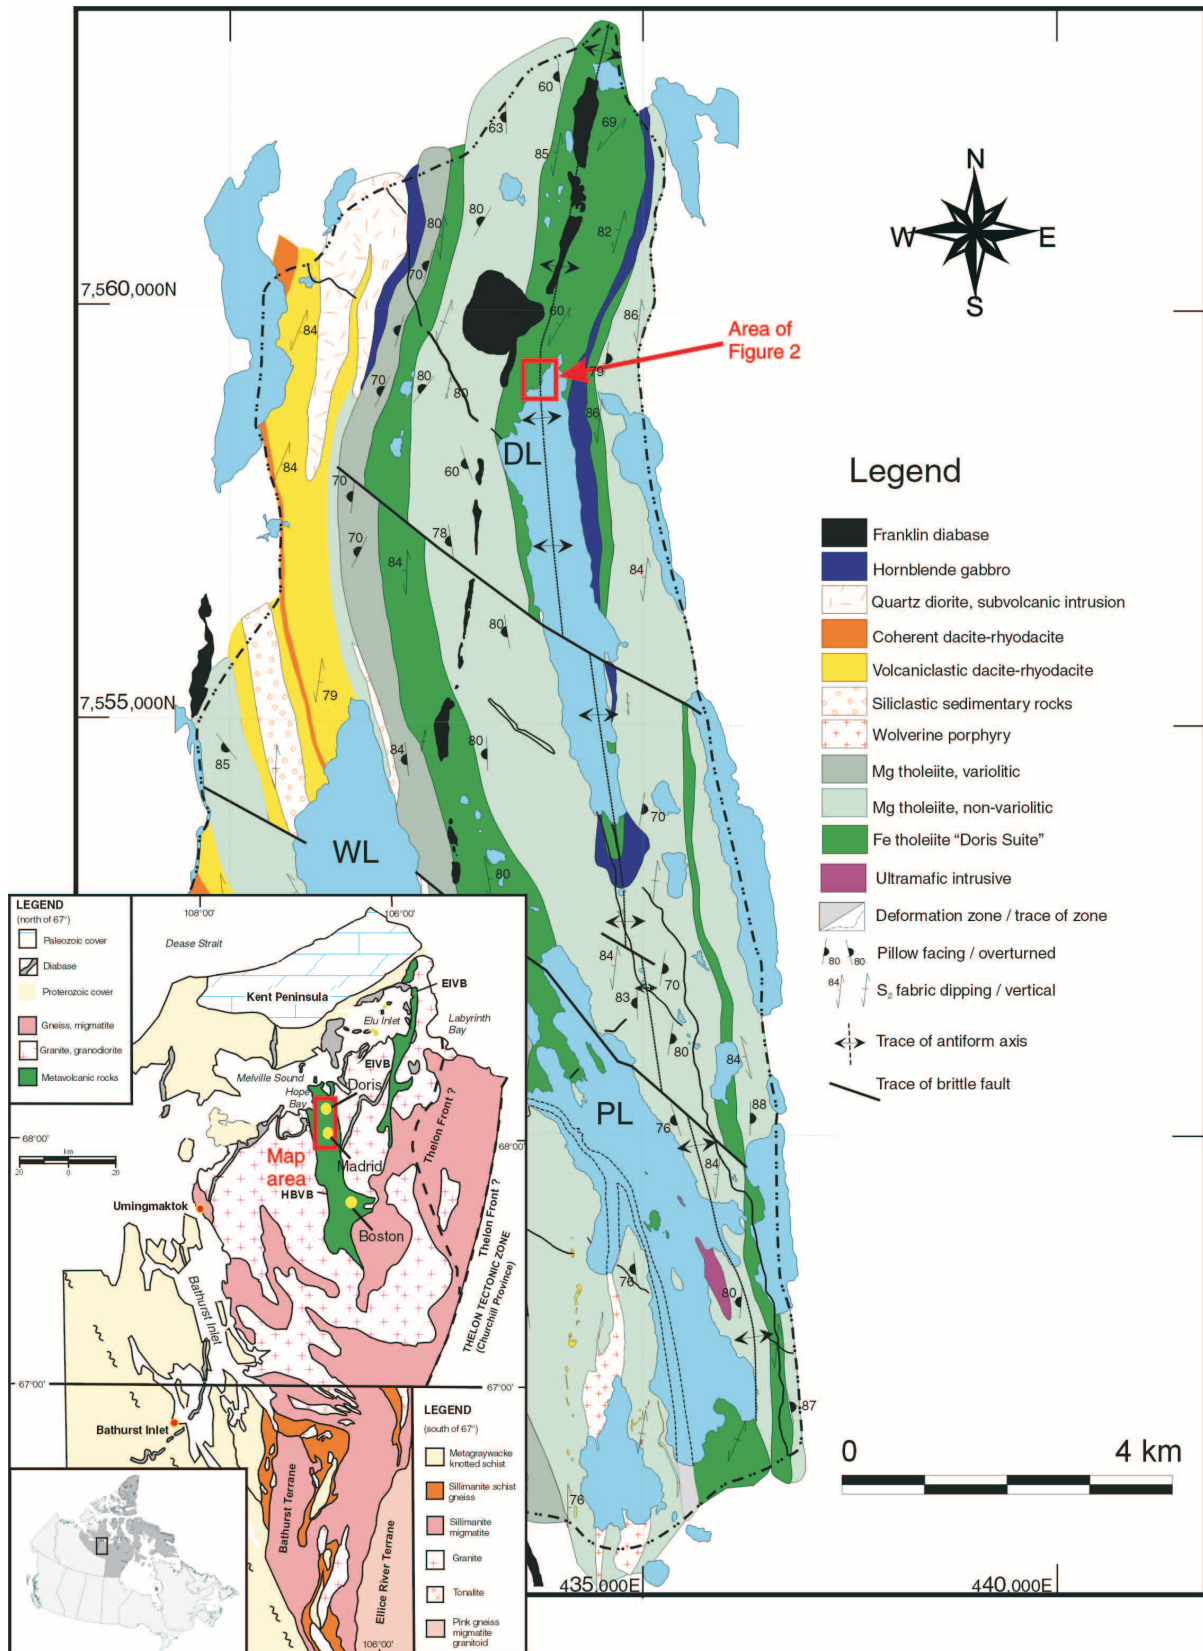 60
63
69
85
N
W
E
S
80
80
82
70
7,560,000N
84
60
86
Area of
Figure 2
79
70
80
80
86
DL
84
60
70
Legend
78
70
84
84
Franklin diabase
Hornblende gabbro
Quartz diorite, subvolcanic intrusion
80
Coherent dacite-rhyodacite
Volcaniclastic dacite-rhyodacite
79
7,555,000N
Siliclastic sedimentary rocks
Wolverine porphyry
84
80
85
Mg tholeiite, variolitic
Mg tholeiite, non-variolitic
70
Fe tholeiite “Doris Suite”
WL
80
Ultramafic intrusive
Deformation zone / trace of zone
80
80
Pillow facing / overturned
84
S2 fabric dipping / vertical
Trace of antiform axis
Trace of brittle fault
84
70
83
80
84
88
PL
76
84
76
80
87
76
0
4 km
435,000E
440,000E
LEGEND
(north of 67°)
Paleozoic cover
Diabase
Proterozoic cover
Gneiss, migmatite
Granite, granodiorite
Metavolcanic rocks
108°00'
106°00'
Dease Strait
Kent Peninsula
EIVB
Elu Inlet
Labyrinth
Bay
EIVB
Melville Sound
Hope
Bay
Doris
Thelon Front ?
68°00'
68°00'
km
20
0
20
Map
area
Madrid
HBVB
Umingmaktok
Boston
Thelon Front ?
THELON TECTONIC ZONE
(Churchill Province)
Bathurst Inlet
67°00'
67°00'
Bathurst Inlet
Bathurst Terrane
Ellice River Terrane
106°00'
LEGEND
(south of 67°)
Metagraywacke
knotted schist
Sillimanite schist
gneiss
Sillimanite
migmatite
Granite
Tonalite
Pink gneiss
migmatite
granitoid